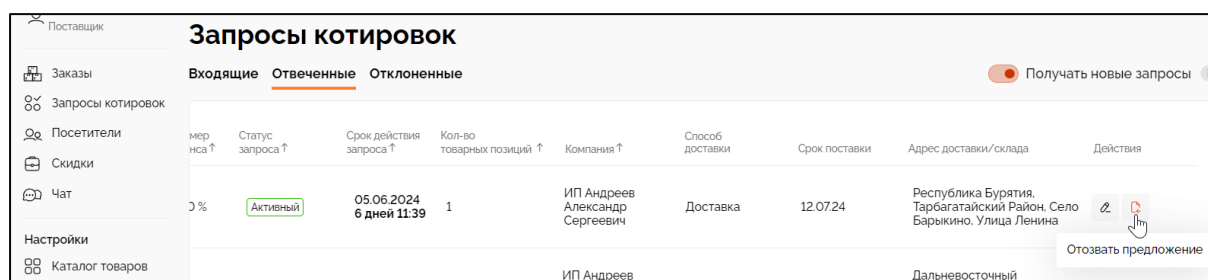 Поставщик
Запросы котировок
Заказы
Запросы котировок
Посетители
Скидки
Чат
Настройки
Каталог товаров
Входящие Отвеченные Отклоненные
Получать новые запросы
Статус запроса ↑
Срок действия запроса ↑
Кол-во товарных позиций ↑
Компания ↑
Способ доставки
Срок поставки
Адрес доставки/склада
Действия
0 %
Активный
05.06.2024
6 дней 11:39
1
ИП Андреев
Александр
Сергеевич
Доставка
12.07.24
Республика Бурятия,
Тарбагатайский Район, Село
Барыкино, Улица Ленина
Отозвать предложение
ИП Андреев
Дальневосточный